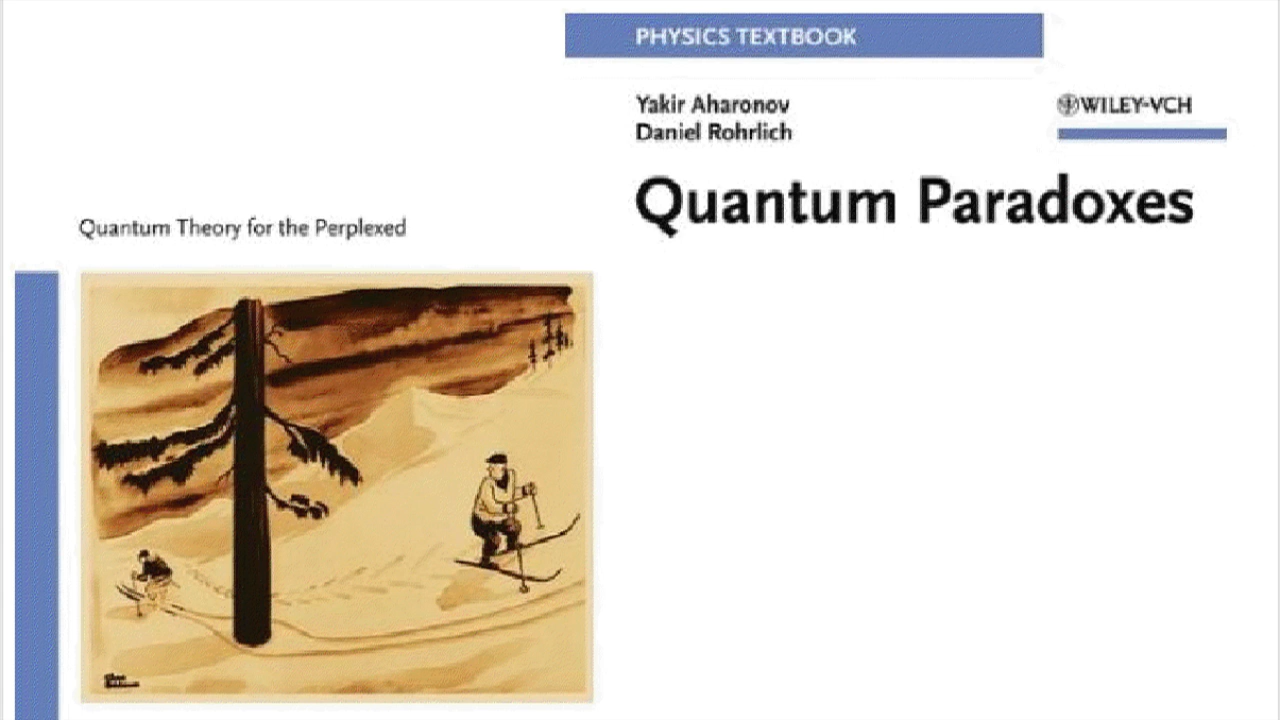 PHYSICS TEXTBOOK
Yakir Aharonov
Daniel Rohrlich
WILEY-VCH
Quantum Paradoxes
Quantum Theory for the Perplexed